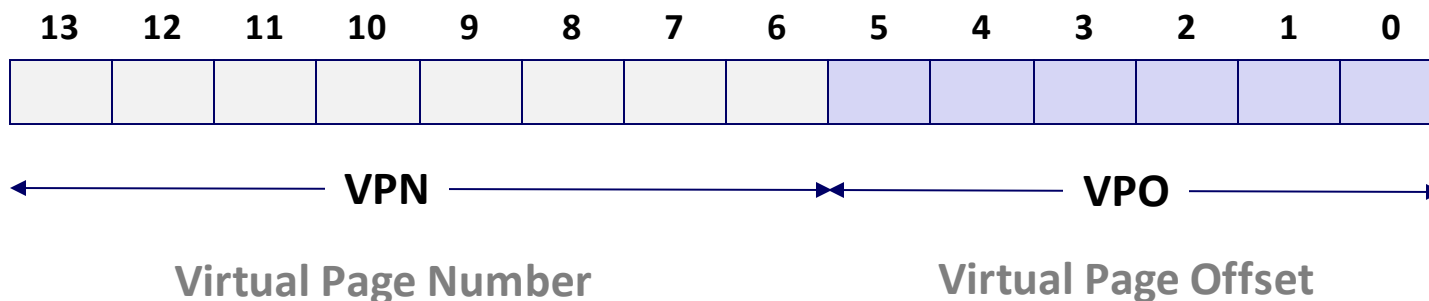 13 12 11 10 9 8 7 6 5 4 3 2 1 0
VPN VPO
Virtual Page Number Virtual Page Offset